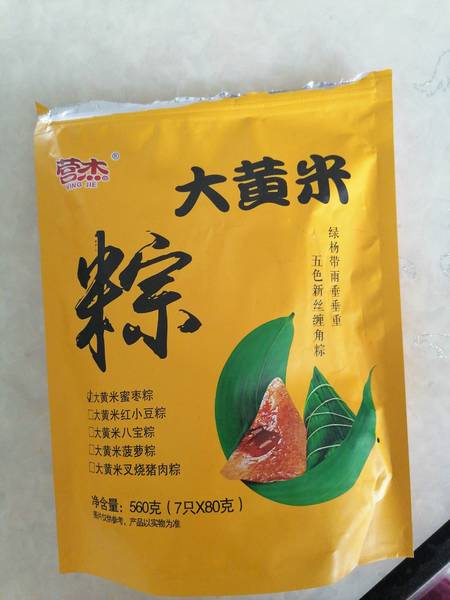 营杰®
YING JIE
大黄米
粽
绿杨带雨垂垂重
五色新丝缠角粽
☑大黄米蜜枣粽
□大黄米红小豆粽
□大黄米八宝粽
□大黄米菠萝粽
□大黄米叉烧猪肉粽
净含量：560克（7只X80克）
图片仅供参考，产品以实物为准